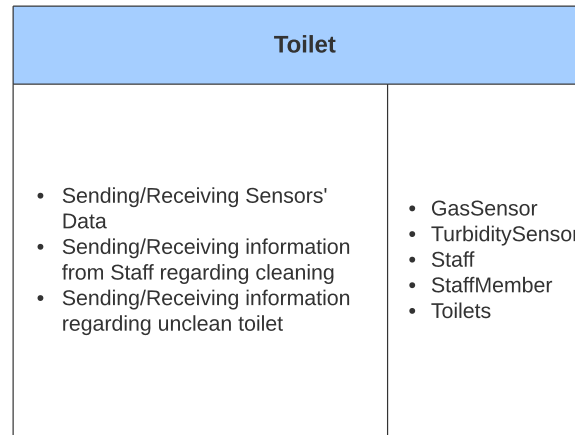 Toilet
• Sending/Receiving Sensors'
Data
• Sending/Receiving information
from Staff regarding cleaning
• Sending/Receiving information
regarding unclean toilet
• GasSensor
• TurbiditySensor
• Staff
• StaffMember
• Toilets